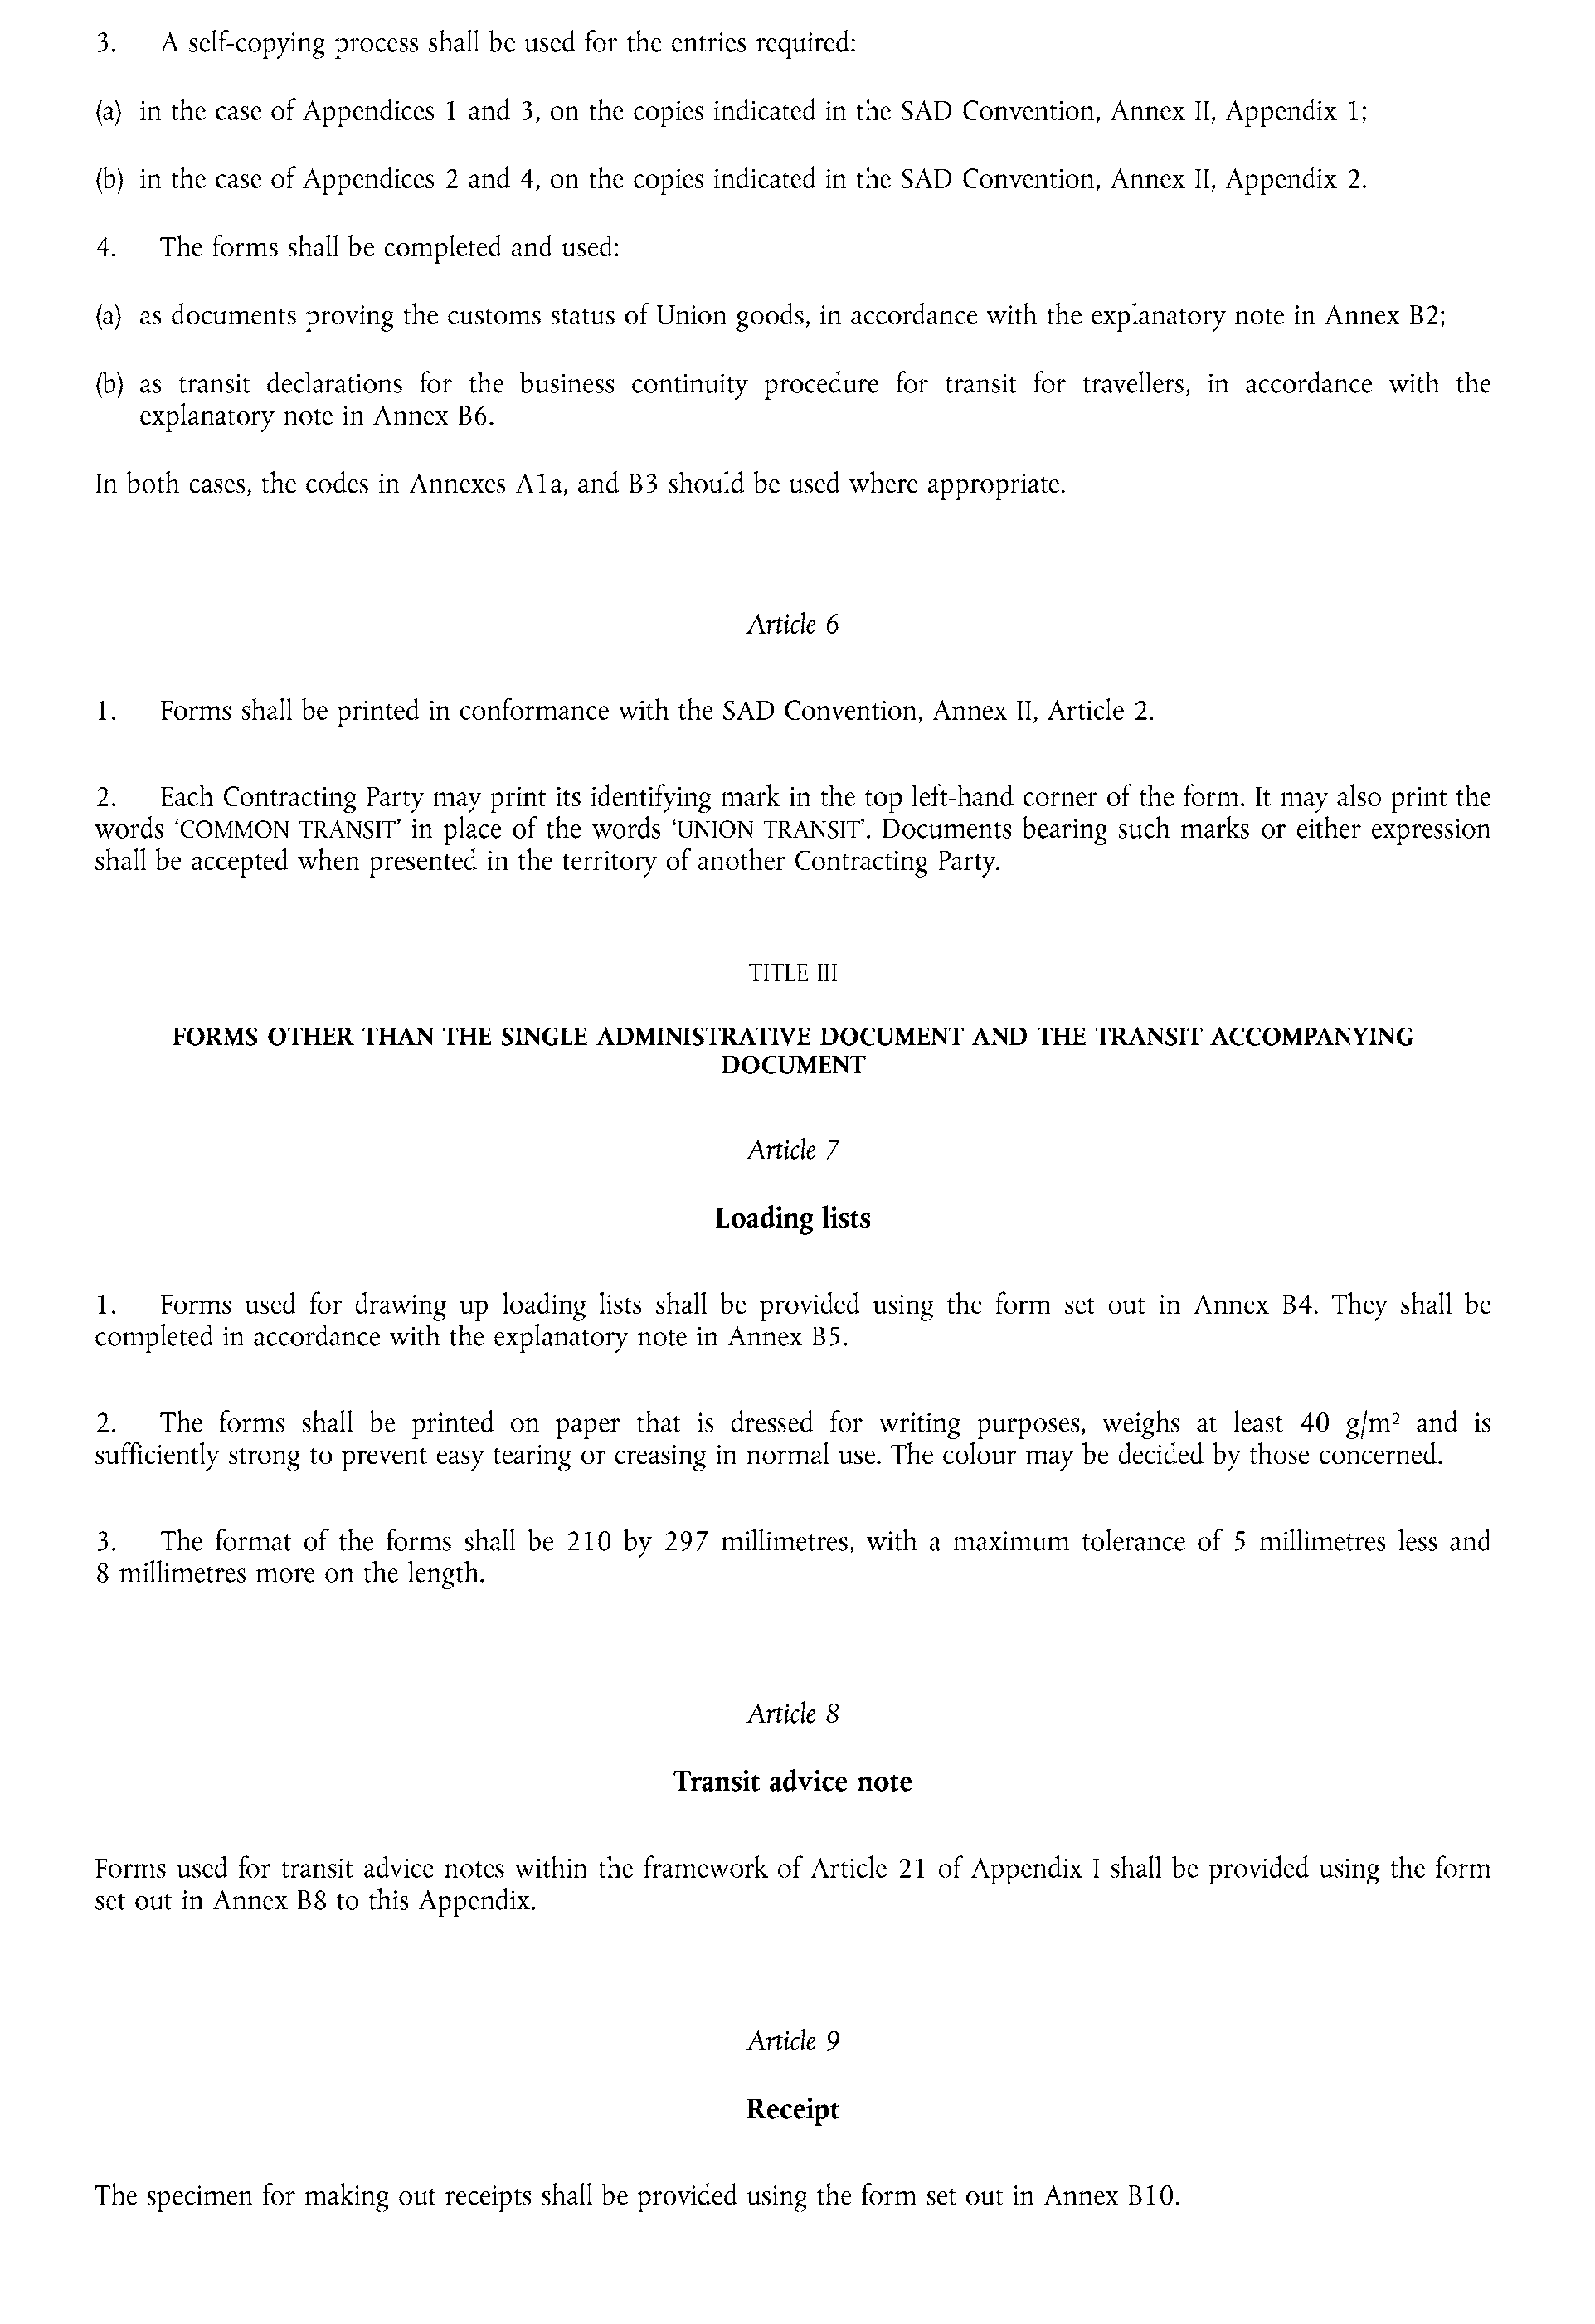 3. A self-copying process shall be used for the entries required:
(a) in the case of Appendices 1 and 3, on the copies indicated in the SAD Convention, Annex II, Appendix 1;
(b) in the case of Appendices 2 and 4, on the copies indicated in the SAD Convention, Annex II, Appendix 2.
4. The forms shall be completed and used:
(a) as documents proving the customs status of Union goods, in accordance with the explanatory note in Annex B2;
(b) as transit declarations for the business continuity procedure for transit for travellers, in accordance with the
explanatory note in Annex B6.
In both cases, the codes in Annexes A1a, and B3 should be used where appropriate.
Article 6
1. Forms shall be printed in conformance with the SAD Convention, Annex II, Article 2.
2. Each Contracting Party may print its identifying mark in the top left-hand corner of the form. It may also print the
words ‘COMMON TRANSIT’ in place of the words ‘UNION TRANSIT’. Documents bearing such marks or either expression
shall be accepted when presented in the territory of another Contracting Party.
TITLE III
FORMS OTHER THAN THE SINGLE ADMINISTRATIVE DOCUMENT AND THE TRANSIT ACCOMPANYING
DOCUMENT
Article 7
Loading lists
1. Forms used for drawing up loading lists shall be provided using the form set out in Annex B4. They shall be
completed in accordance with the explanatory note in Annex B5.
2. The forms shall be printed on paper that is dressed for writing purposes, weighs at least 40 g/m² and is
sufficiently strong to prevent easy tearing or creasing in normal use. The colour may be decided by those concerned.
3. The format of the forms shall be 210 by 297 millimetres, with a maximum tolerance of 5 millimetres less and
8 millimetres more on the length.
Article 8
Transit advice note
Forms used for transit advice notes within the framework of Article 21 of Appendix I shall be provided using the form
set out in Annex B8 to this Appendix.
Article 9
Receipt
The specimen for making out receipts shall be provided using the form set out in Annex B10.